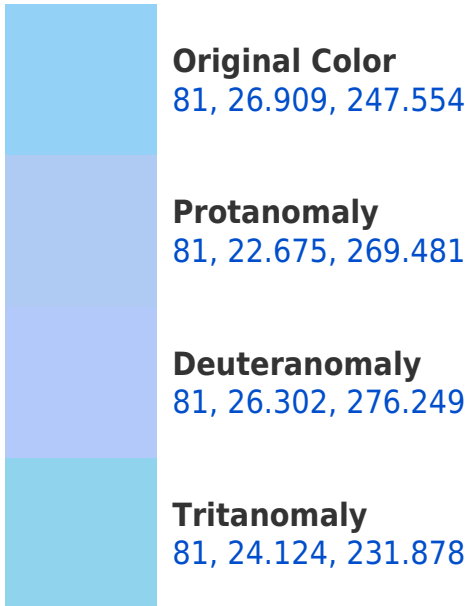 Original Color
81, 26.909, 247.554
Protanomaly
81, 22.675, 269.481
Deuteranomaly
81, 26.302, 276.249
Tritanomaly
81, 24.124, 231.878